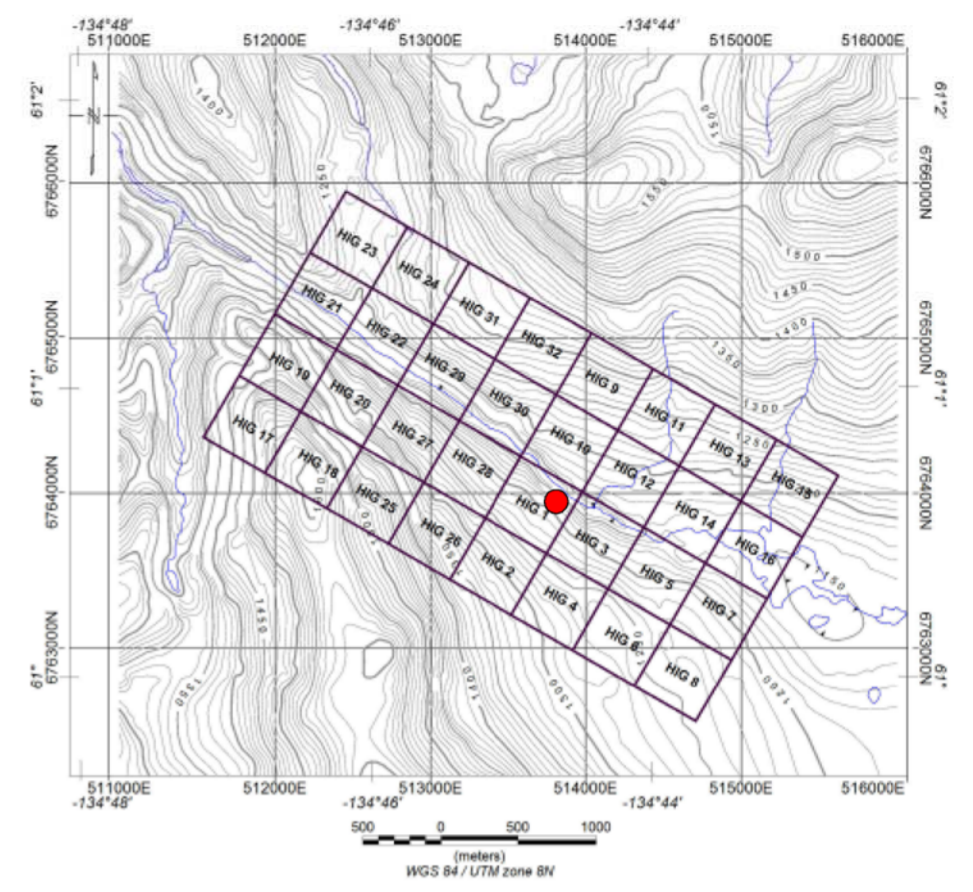 -134°48' -134°46' -134°44'
511000E 512000E 513000E 514000E 515000E 516000E
61°2' 61°2'
N
1400
1500
1250
1550
6766000N 6766000N
1500
1450
1400
1350
1300
1250
HIG 23
HIG 24
HIG 21
HIG 31
HIG 22
HIG 32
6765000N 6765000N
HIG 29
HIG 9
61°1' 61°1'
HIG 19
HIG 20
HIG 30
HIG 11
HIG 17
HIG 27
HIG 10
HIG 13
HIG 18
HIG 28
HIG 12
HIG 15
6764000N 6764000N
HIG 25
HIG 1
HIG 14
HIG 26
HIG 3
HIG 16
HIG 2
HIG 5
1150
HIG 4
HIG 7
1450
HIG 6
HIG 8
6763000N 6763000N
61° 61°
1350
1400
1300
1200
511000E 512000E 513000E 514000E 515000E 516000E
-134°48' -134°46' -134°44'
500 0 500 1000
(meters)
WGS 84 / UTM zone 8N